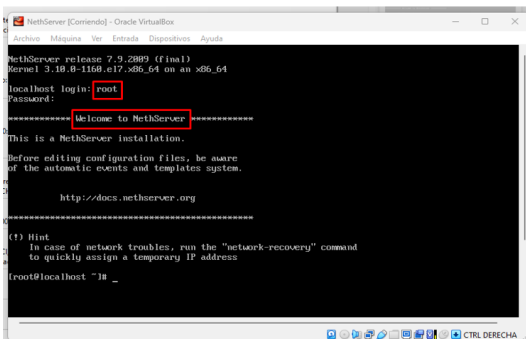 NethServer [Corriendo] - Oracle VirtualBox
Archivo Máquina Ver Entrada Dispositivos Ayuda
NethServer release 7.9.2009 (final)
Kernel 3.10.0-1160.el7.x86_64 on an x86_64
localhost login: root
Password:
************ Welcome to NethServer ************
This is a NethServer installation.
Before editing configuration files, be aware
of the automatic events and templates system.
http://docs.nethserver.org
************************************************
(!) Hint
In case of network troubles, run the "network-recovery" command
to quickly assign a temporary IP address
[root@localhost ~]# _
CTRL DERECHA